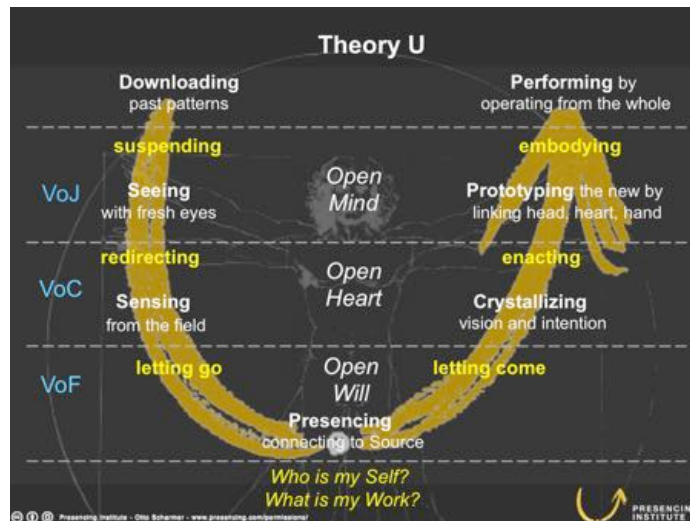 Theory U
Downloading
past patterns
Performing by
operating from the whole
suspending
embodying
VoJ
Seeing
with fresh eyes
Open
Mind
Prototyping the new by
linking head, heart, hand
redirecting
enacting
VoC
Open
Heart
Sensing
from the field
Crystallizing
vision and intention
letting go
letting come
VoF
Open
Will
Presencing
connecting to Source
Who is my Self?
What is my Work?
Presencing Institute - Otto Scharmer - www.presencing.com/permissions/
PRESENCING
INSTITUTE